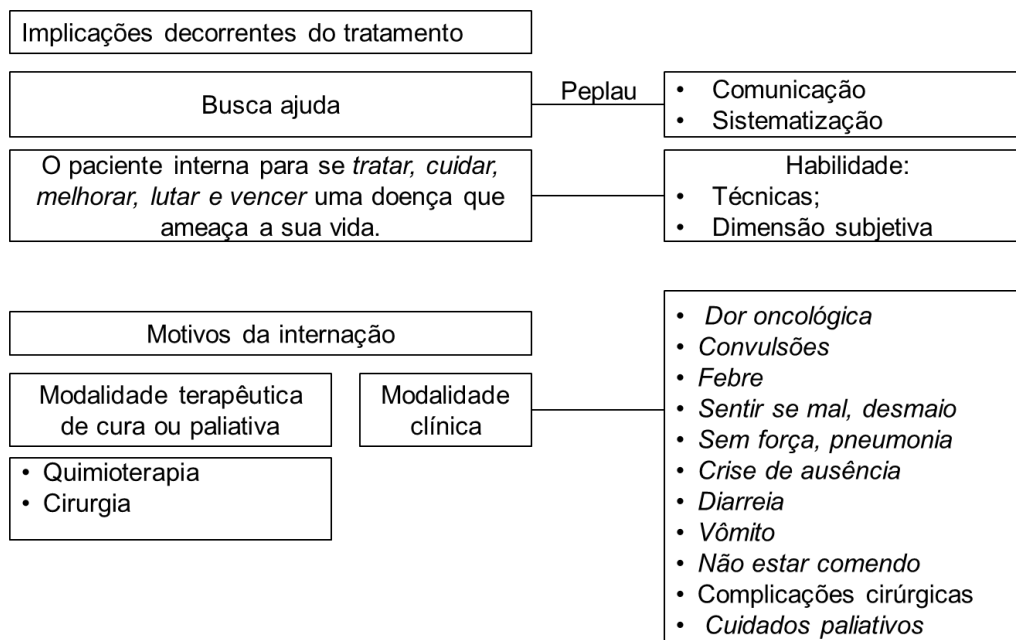 Implicações decorrentes do tratamento
Busca ajuda
Peplau
• Comunicação
• Sistematização
O paciente interna para se tratar, cuidar,
melhorar, lutar e vencer uma doença que
ameaça a sua vida.
Habilidade:
• Técnicas;
• Dimensão subjetiva
Motivos da internação
Modalidade terapêutica
de cura ou paliativa
Modalidade
clínica
• Quimioterapia
• Cirurgia
• Dor oncológica
• Convulsões
• Febre
• Sentir se mal, desmaio
• Sem força, pneumonia
• Crise de ausência
• Diarreia
• Vômito
• Não estar comendo
• Complicações cirúrgicas
• Cuidados paliativos